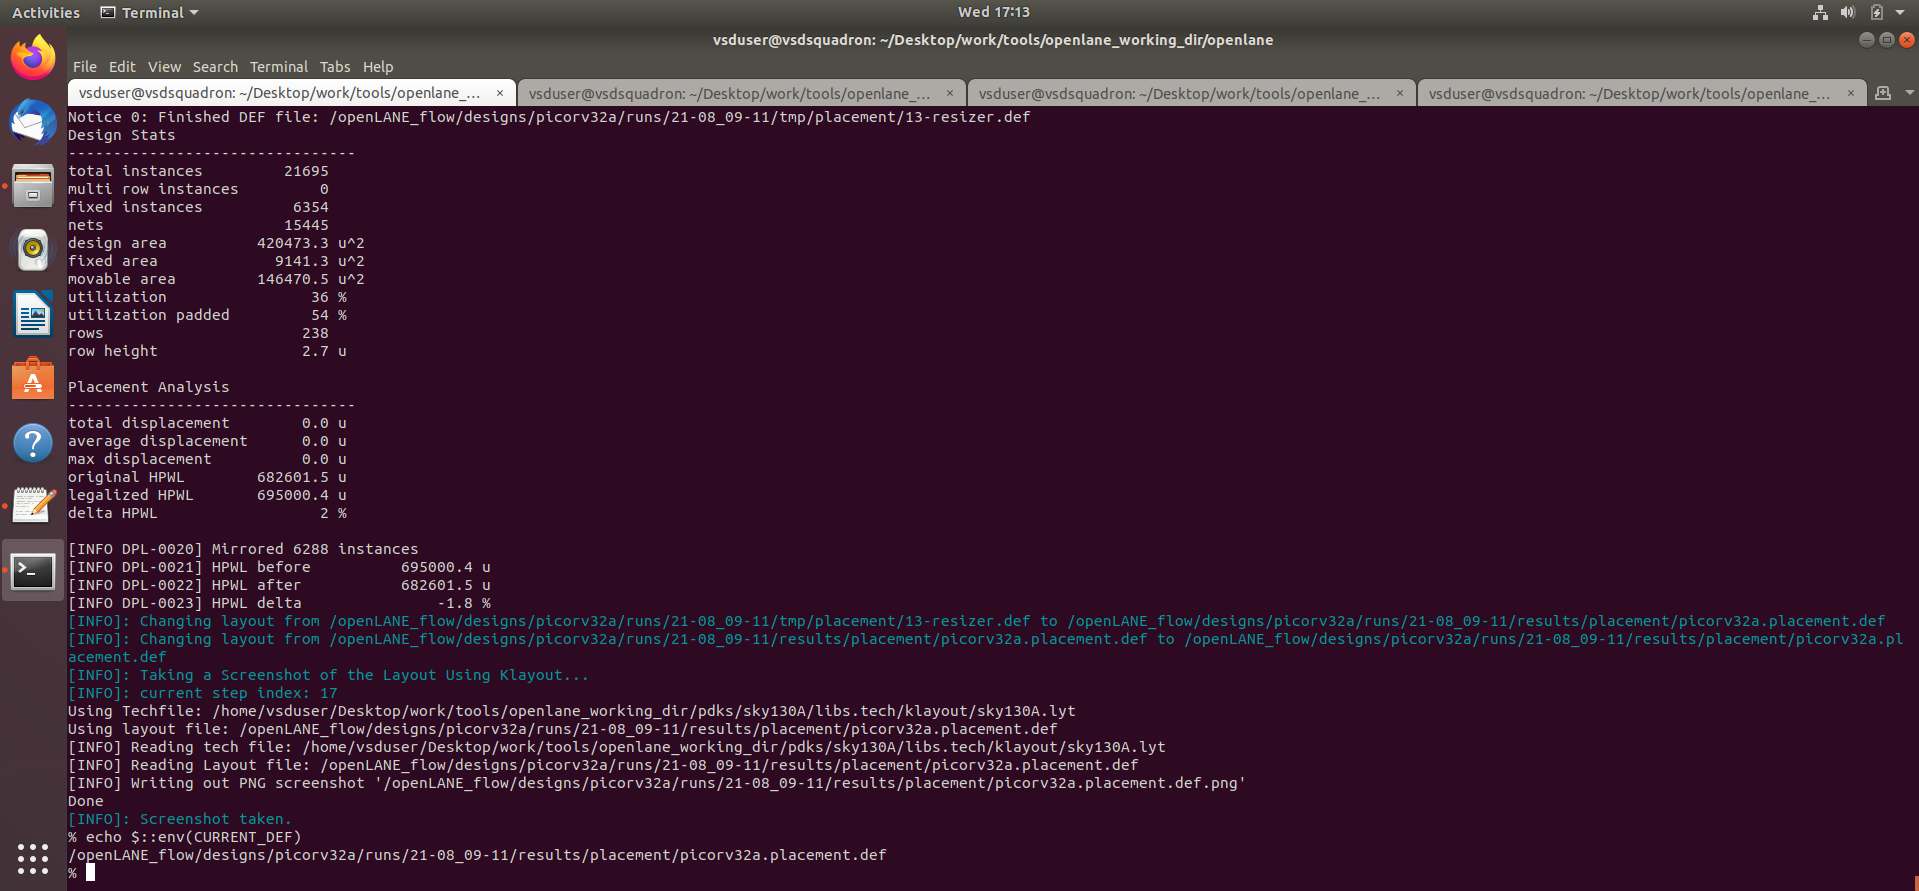 Activities Terminal Wed 17:13
vsduser@vsdsquadron: ~/Desktop/work/tools/openlane_working_dir/openlane
File Edit View Search Terminal Tabs Help
vsduser@vsdsquadron: ~/Desktop/work/tools/openlane_... × vsduser@vsdsquadron: ~/Desktop/work/tools/openlane_... × vsduser@vsdsquadron: ~/Desktop/work/tools/openlane_... × vsduser@vsdsquadron: ~/Desktop/work/tools/openlane_... ×
Notice 0: Finished DEF file: /openLANE_flow/designs/picorv32a/runs/21-08_09-11/tmp/placement/13-resizer.def
Design Stats
--------------------------------
total instances 21695
multi row instances 0
fixed instances 6354
nets 15445
design area 420473.3 u^2
fixed area 9141.3 u^2
movable area 146470.5 u^2
utilization 36 %
utilization padded 54 %
rows 238
row height 2.7 u
Placement Analysis
--------------------------------
total displacement 0.0 u
average displacement 0.0 u
max displacement 0.0 u
original HPWL 682601.5 u
legalized HPWL 695000.4 u
delta HPWL 2 %
[INFO DPL-0020] Mirrored 6288 instances
[INFO DPL-0021] HPWL before 695000.4 u
[INFO DPL-0022] HPWL after 682601.5 u
[INFO DPL-0023] HPWL delta -1.8 %
[INFO]: Changing layout from /openLANE_flow/designs/picorv32a/runs/21-08_09-11/tmp/placement/13-resizer.def to /openLANE_flow/designs/picorv32a/runs/21-08_09-11/results/placement/picorv32a.placement.def
[INFO]: Changing layout from /openLANE_flow/designs/picorv32a/runs/21-08_09-11/results/placement/picorv32a.placement.def to /openLANE_flow/designs/picorv32a/runs/21-08_09-11/results/placement/picorv32a.pl
acement.def
[INFO]: Taking a Screenshot of the Layout Using Klayout...
[INFO]: current step index: 17
Using Techfile: /home/vsduser/Desktop/work/tools/openlane_working_dir/pdks/sky130A/libs.tech/klayout/sky130A.lyt
Using layout file: /openLANE_flow/designs/picorv32a/runs/21-08_09-11/results/placement/picorv32a.placement.def
[INFO] Reading tech file: /home/vsduser/Desktop/work/tools/openlane_working_dir/pdks/sky130A/libs.tech/klayout/sky130A.lyt
[INFO] Reading Layout file: /openLANE_flow/designs/picorv32a/runs/21-08_09-11/results/placement/picorv32a.placement.def
[INFO] Writing out PNG screenshot '/openLANE_flow/designs/picorv32a/runs/21-08_09-11/results/placement/picorv32a.placement.def.png'
Done
[INFO]: Screenshot taken.
% echo $::env(CURRENT_DEF)
/openLANE_flow/designs/picorv32a/runs/21-08_09-11/results/placement/picorv32a.placement.def
%